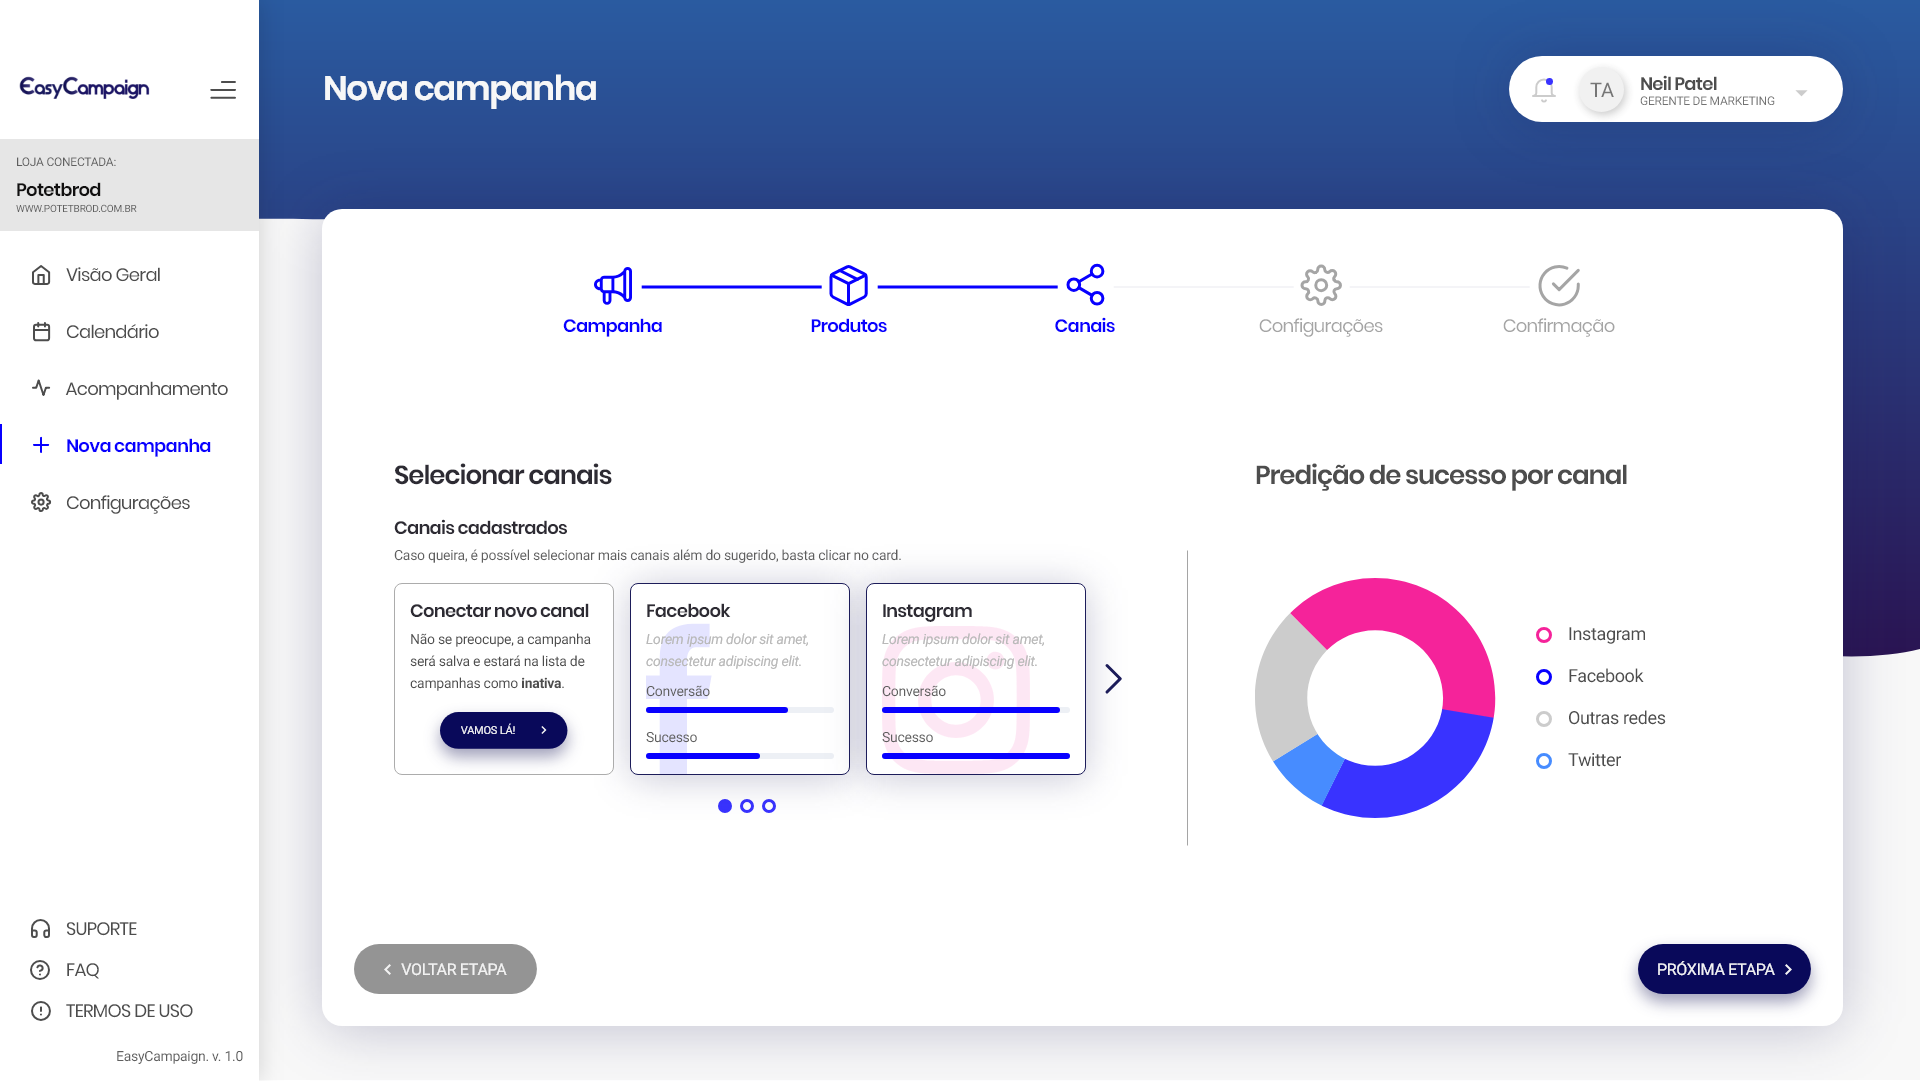 EasyCampaign
LOJA CONECTADA:
Potetbrod
WWW.POTETBROD.COM.BR
Visão Geral
Calendário
Acompanhamento
Nova campanha
Configurações
SUPORTE
FAQ
TERMOS DE USO
EasyCampaign. v. 1.0
Nova campanha
TA
Neil Patel
GERENTE DE MARKETING
Campanha
Produtos
Canais
Configurações
Confirmação
Selecionar canais
Canais cadastrados
Caso queira, é possível selecionar mais canais além do sugerido, basta clicar no card.
Conectar novo canal
Não se preocupe, a campanha
será salva e estará na lista de
campanhas como inativa.
VAMOS LÁ!
Facebook
Lorem ipsum dolor sit amet,
consectetur adipiscing elit.
Conversão
Sucesso
Instagram
Lorem ipsum dolor sit amet,
consectetur adipiscing elit.
Conversão
Sucesso
Predição de sucesso por canal
Instagram
Facebook
Outras redes
Twitter
VOLTAR ETAPA
PRÓXIMA ETAPA